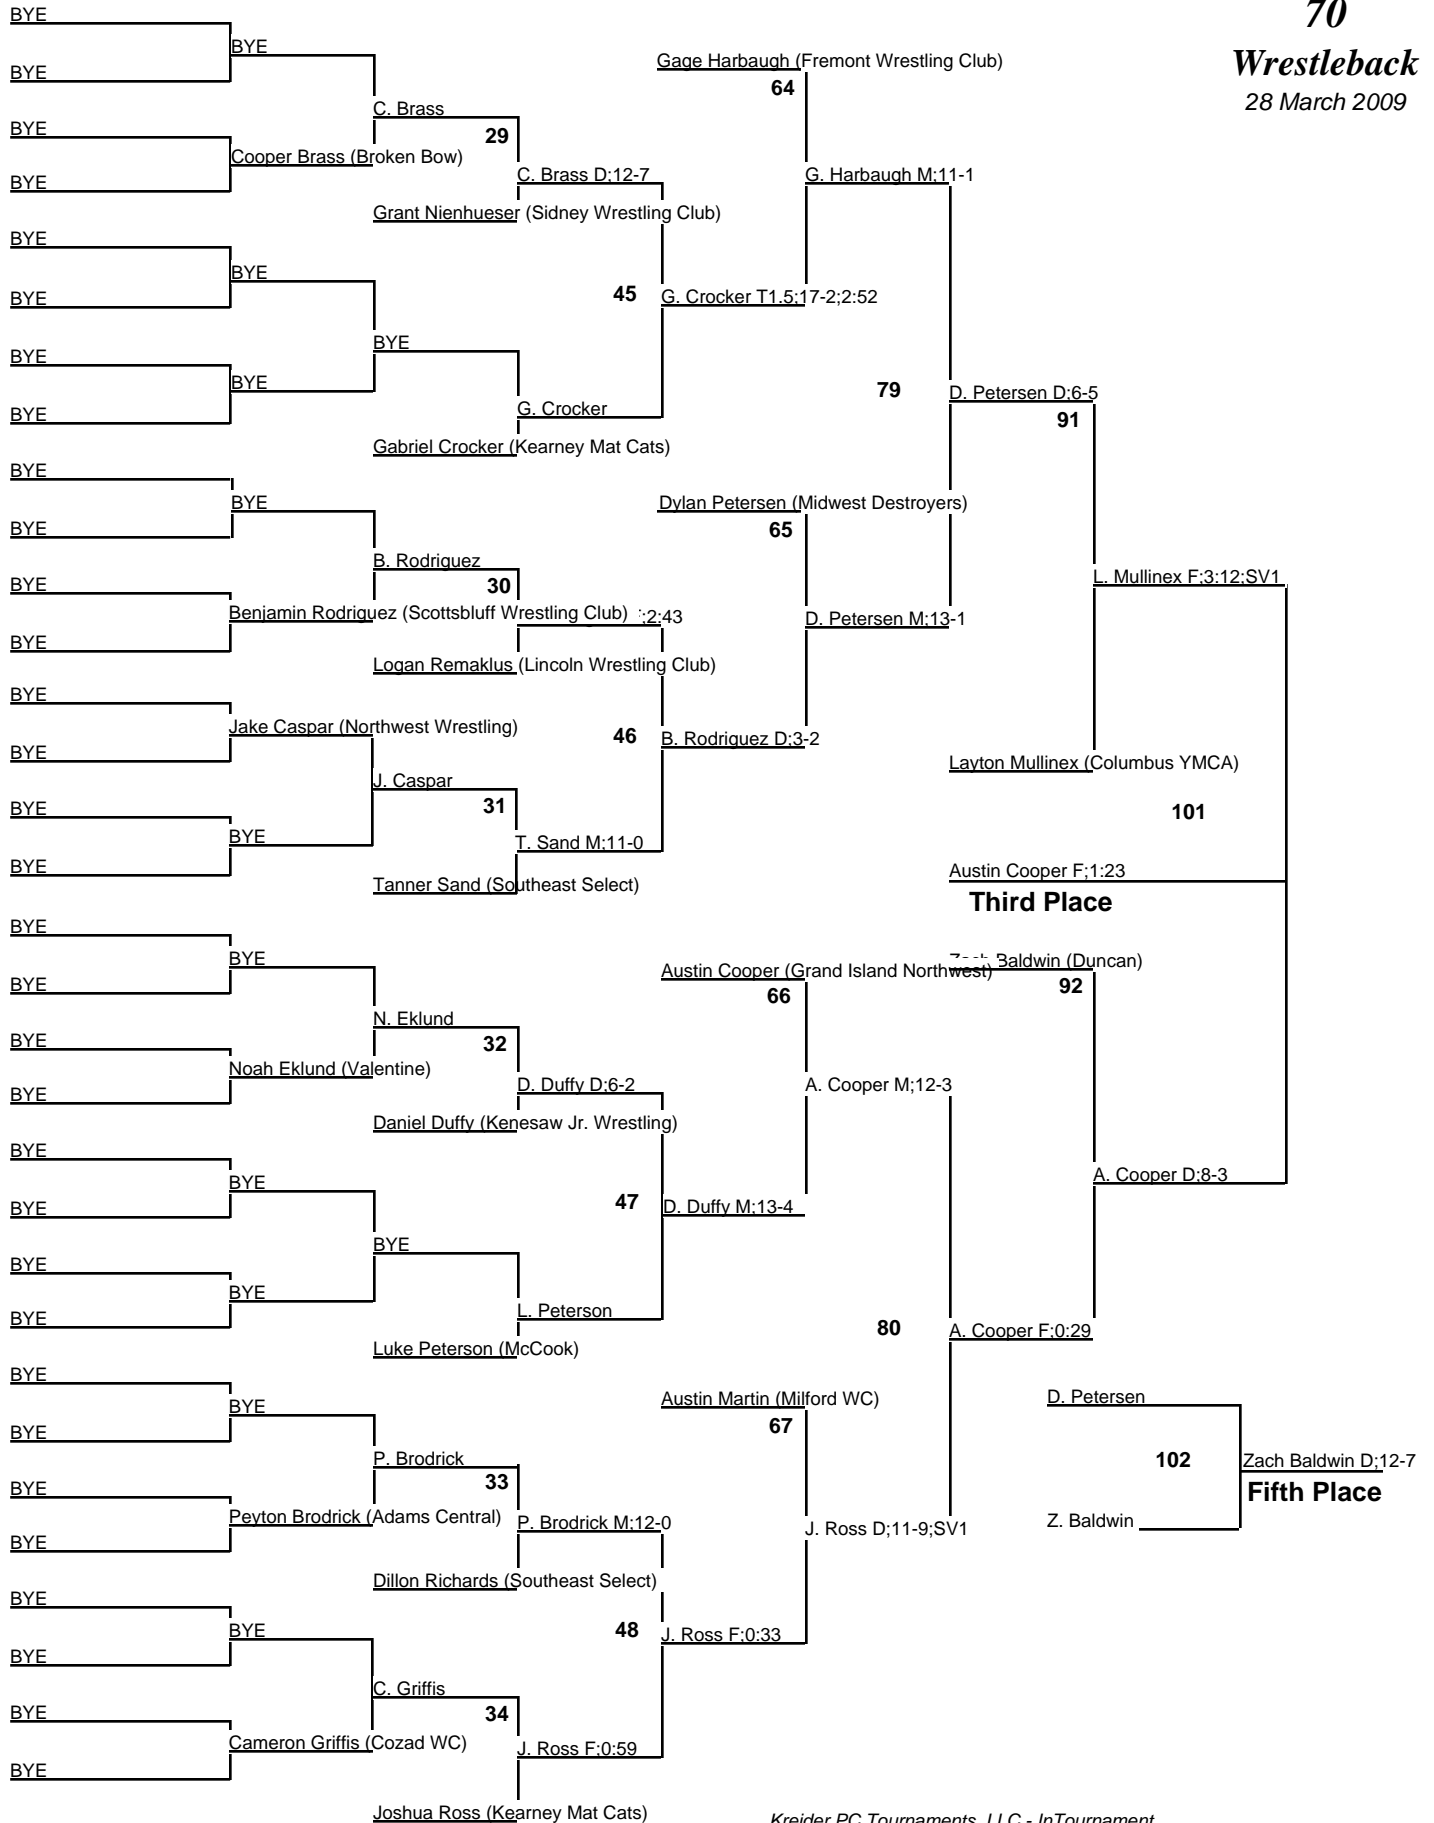 BYE
70
BYE
Gage Harbaugh (Fremont Wrestling Club)
Wrestleback
BYE
64
28 March 2009
C. Brass
BYE
29
Cooper Brass (Broken Bow)
C. Brass D;12-7
G. Harbaugh M;11-1
BYE
Grant Nienhueser (Sidney Wrestling Club)
BYE
BYE
45
G. Crocker T1.5;17-2;2:52
BYE
BYE
BYE
BYE
79
D. Petersen D;6-5
G. Crocker
BYE
91
Gabriel Crocker (Kearney Mat Cats)
BYE
BYE
Dylan Petersen (Midwest Destroyers)
BYE
65
B. Rodriguez
L. Mullinex F;3:12;SV1
BYE
30
Benjamin Rodriguez (Scottsbluff Wrestling Club)
;2:43
D. Petersen M;13-1
BYE
Logan Remaklus (Lincoln Wrestling Club)
BYE
Jake Caspar (Northwest Wrestling)
46
B. Rodriguez D;3-2
BYE
Layton Mullinex (Columbus YMCA)
J. Caspar
BYE
31
101
BYE
T. Sand M;11-0
BYE
Austin Cooper F;1:23
Tanner Sand (Southeast Select)
Third Place
BYE
BYE
Austin Cooper (Grand Island Northwest)
Baldwin (Duncan)
BYE
66
92
N. Eklund
BYE
32
Noah Eklund (Valentine)
D. Duffy D;6-2
A. Cooper M;12-3
BYE
Daniel Duffy (Kenesaw Jr. Wrestling)
BYE
BYE
A. Cooper D;8-3
BYE
47
D. Duffy M;13-4
BYE
BYE
BYE
L. Peterson
BYE
80
A. Cooper F;0:29
Luke Peterson (McCook)
BYE
BYE
Austin Martin (Milford WC)
D. Petersen
BYE
67
P. Brodrick
102
Zach Baldwin D;12-7
BYE
33
Fifth Place
Peyton Brodrick (Adams Central)
P. Brodrick M;12-0
J. Ross D;11-9;SV1
Z. Baldwin
BYE
Dillon Richards (Southeast Select)
BYE
BYE
48
J. Ross F;0:33
BYE
C. Griffis
BYE
34
Cameron Griffis (Cozad WC)
J. Ross F;0:59
BYE
Joshua Ross (Kearney Mat Cats)
Kreider PC Tournaments, LLC - InTournament